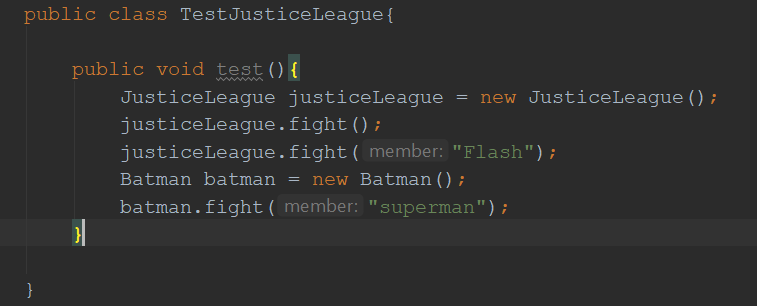 public class TestJusticeLeague{
public void test(){
JusticeLeague justiceLeague = new JusticeLeague();
justiceLeague.fight();
justiceLeague.fight( member: "Flash");
Batman batman = new Batman();
batman.fight( member: "superman");
}
}